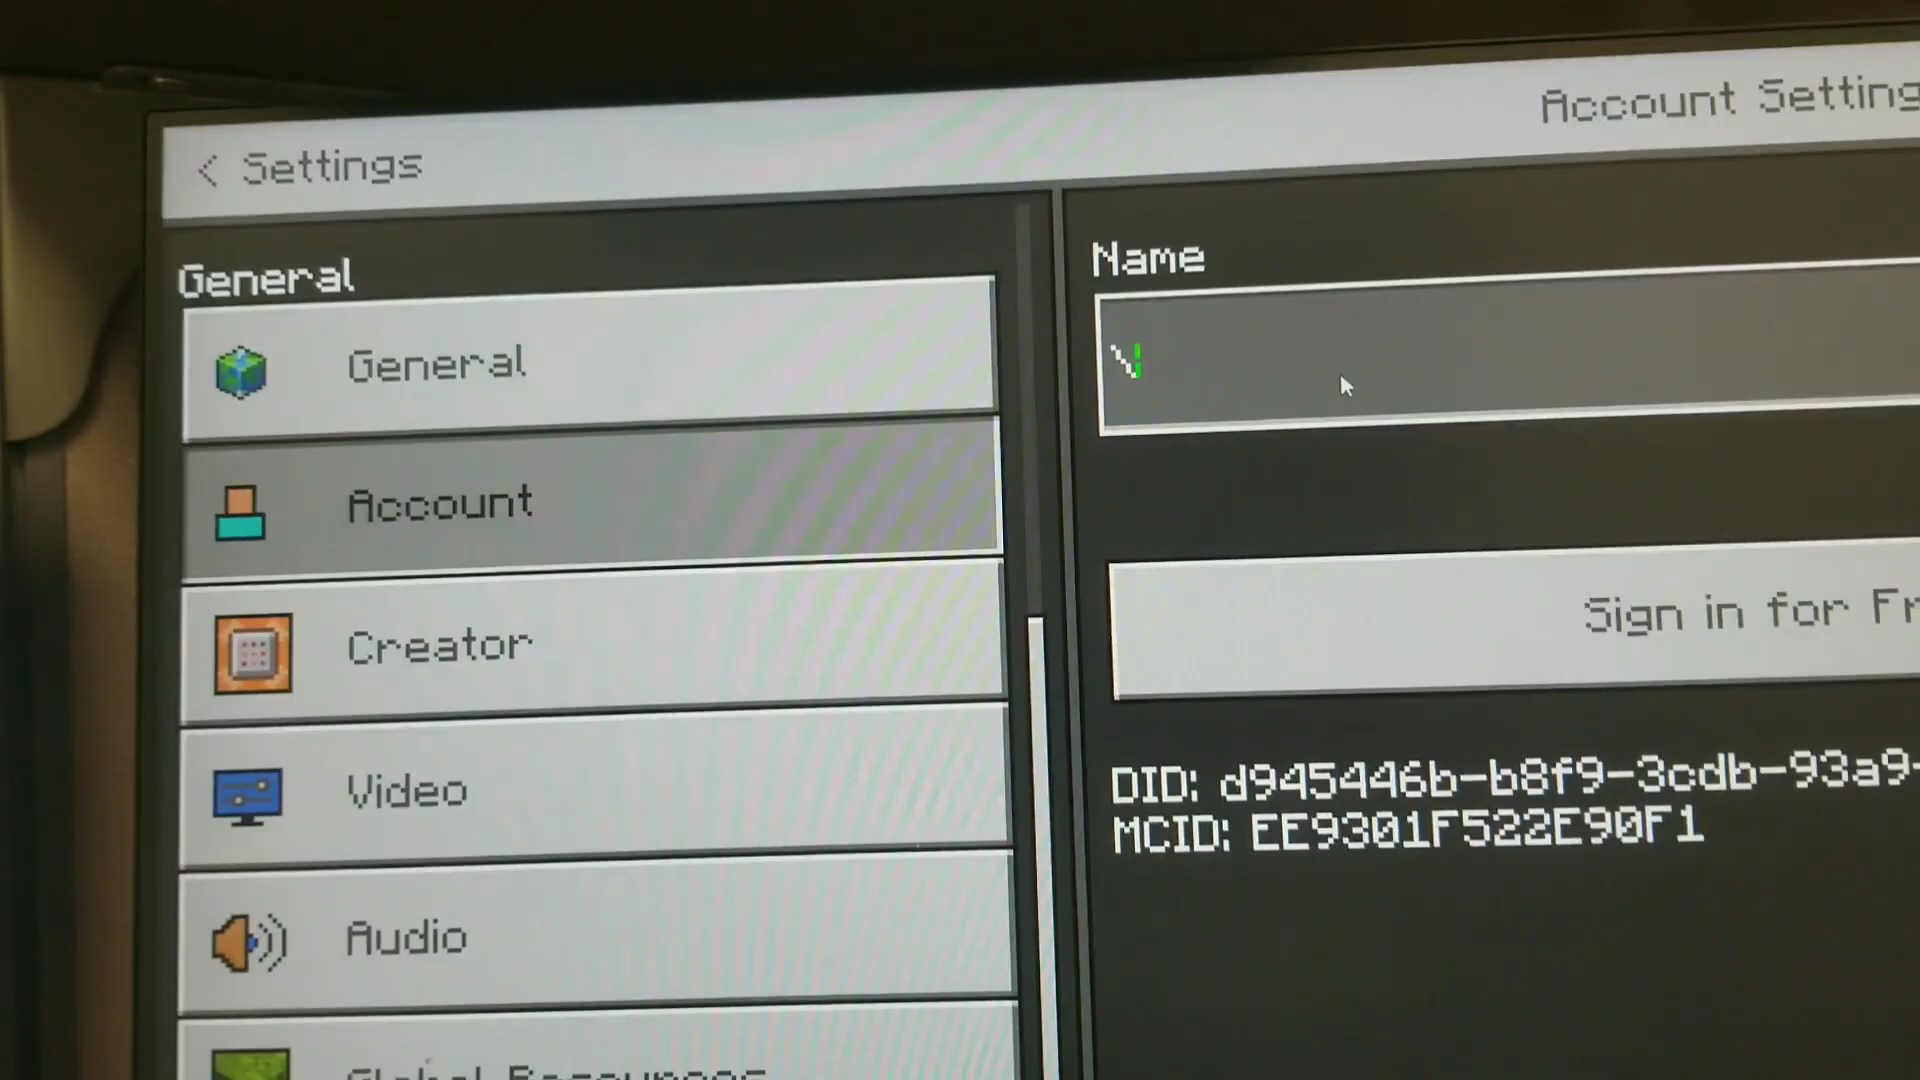 Account Setting
< Settings
General
General
Account
Creator
Video
Audio
Name
\
Sign in for Fr
DID: d945446b-b8f9-3cdb-93a9-
MCID: EE9301F522E90F1